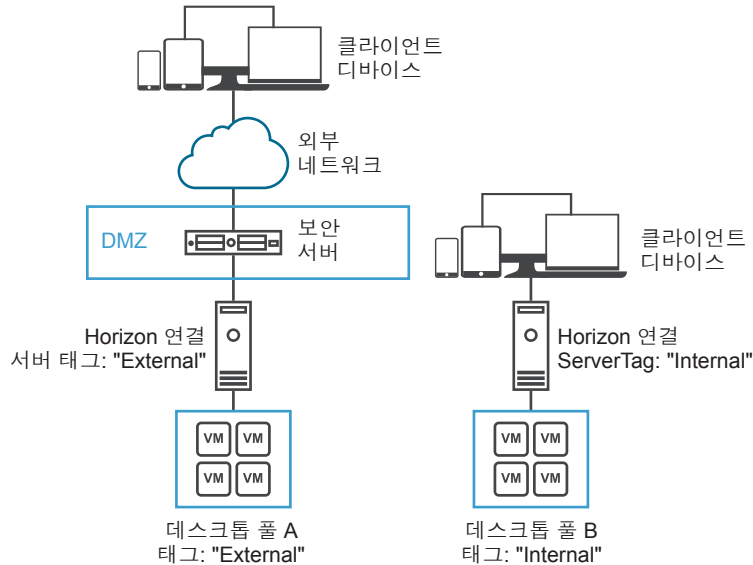 클라이언트
디바이스
외부
네트워크
DMZ
보안
서버
클라이언트
디바이스
Horizon 연결
서버 태그: "External"
Horizon 연결
ServerTag: "Internal"
VM
VM
VM
VM
VM
VM
VM
VM
데스크톱 풀 A
태그: "External"
데스크톱 풀 B
태그: "Internal"